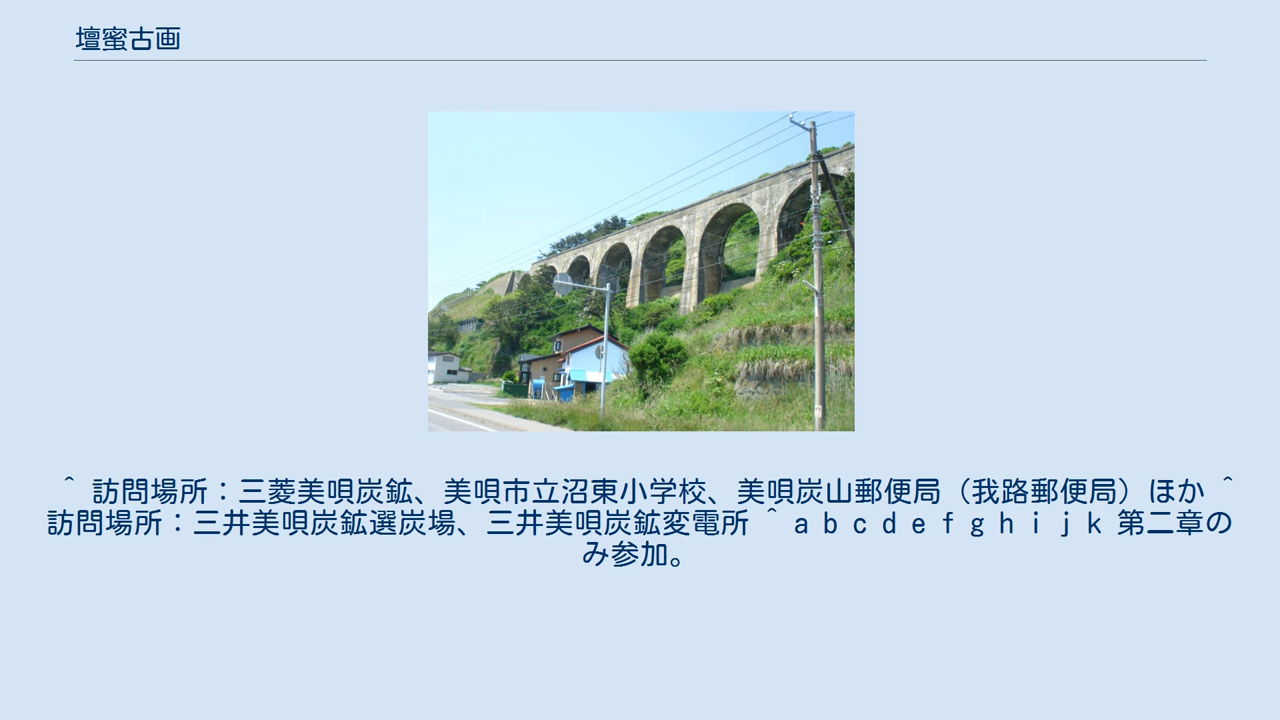 壇蜜古画
＾ 訪問場所：三菱美唄炭鉱、美唄市立沼東小学校、美唄炭山郵便局（我路郵便局）ほか ＾
訪問場所：三井美唄炭鉱選炭場、三井美唄炭鉱変電所 ＾ ａ ｂ ｃ ｄ ｅ ｆ ｇ ｈ ｉ ｊ ｋ 第二章の
み参加。